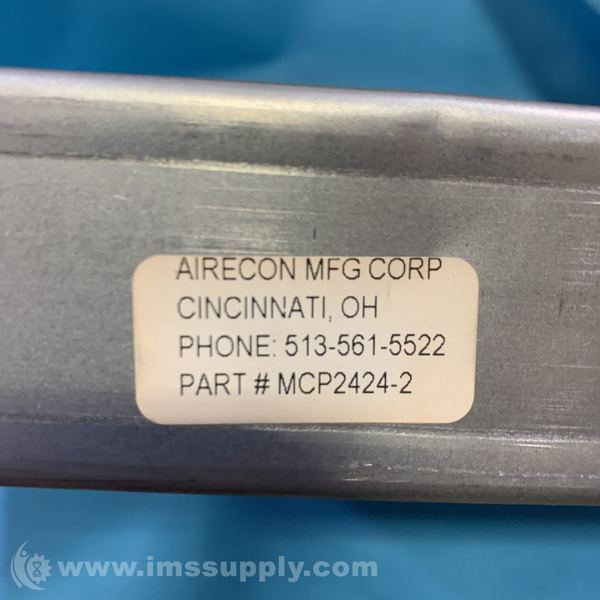 AIRECON MFG CORP
CINCINNATI, OH
PHONE: 513-561-5522
PART # MCP2424-2
www.imssupply.com